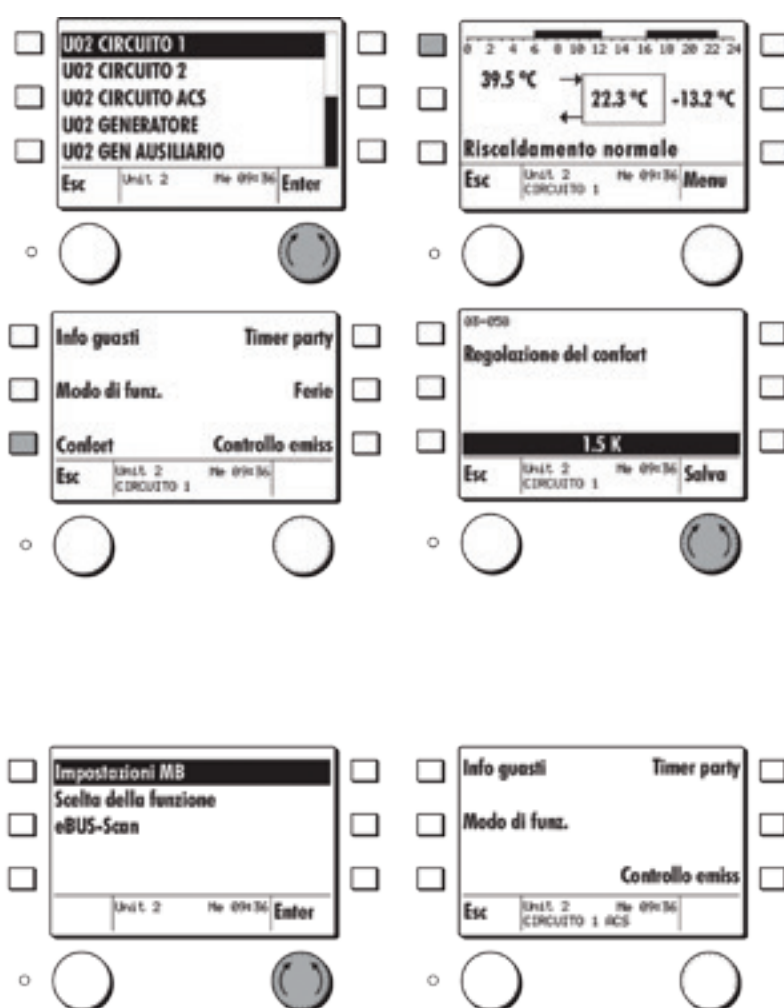 U02 CIRCUITO 1
U02 CIRCUITO 2
U02 CIRCUITO ACS
U02 GENERATORE
U02 GEN AUSILIARIO
Esc Unit 2 Me 09:36 Enter
0 2 4 6 8 10 12 14 16 18 20 22 24
39.5 °C
22.3 °C -13.2 °C
Riscaldamento normale
Esc Unit 2 Me 09:36 Menu
CIRCUITO 1
Info guasti Timer party
Modo di funz. Ferie
Confort Controllo emiss
Esc Unit 2 Me 09:36
CIRCUITO 1
03-050
Regolazione del confort
1.5 K
Esc Unit 2 Me 09:36 Salva
CIRCUITO 1
Impostazioni MB
Scelta della funzione
eBUS-Scan
Unit 2 Me 09:36 Enter
Info guasti Timer party
Modo di funz.
Controllo emiss
Esc Unit 2 Me 09:36
CIRCUITO 1 ACS